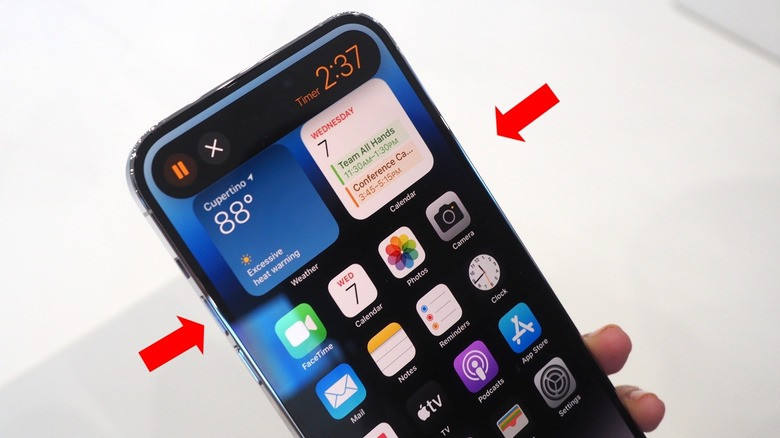 Timer 2:37
WEDNESDAY
7
Team All Hands
11:30AM–1:30PM
Conference Ca...
3:45–5:15PM
Calendar
Cupertino
88°
Excessive
heat warning
Weather
FaceTime
WED
7
Calendar
Photos
Camera
Mail
Notes
Reminders
Clock
tv
TV
Podcasts
App Store
Settings